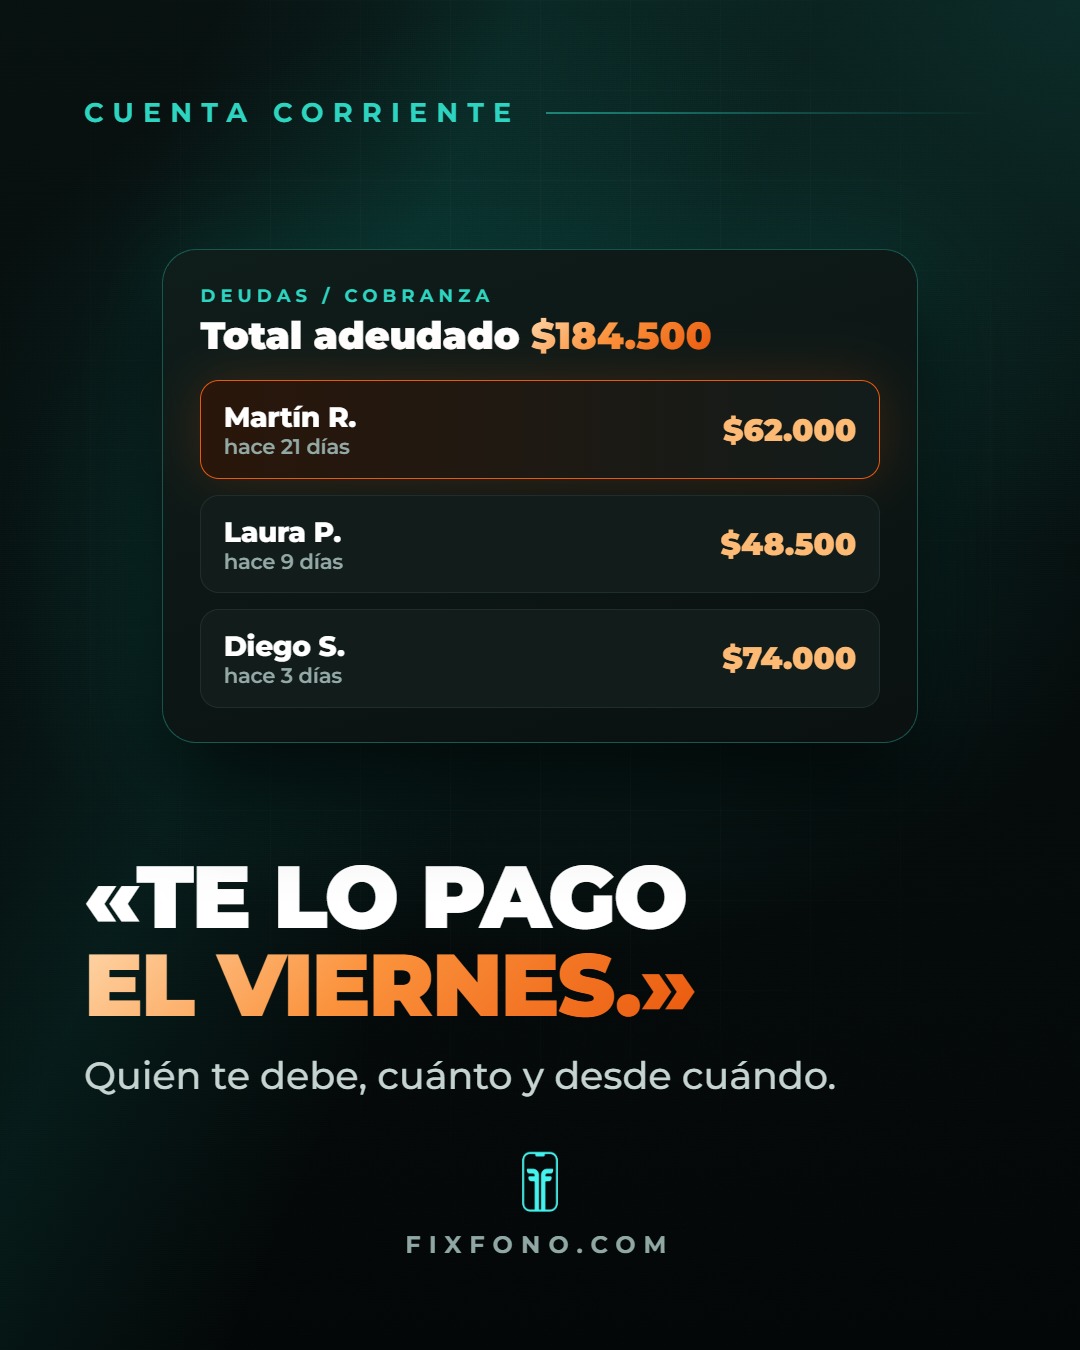 CUENTA CORRIENTE
DEUDAS / COBRANZA
Total adeudado $184.500
Martín R.
hace 21 días
$62.000
Laura P.
hace 9 días
$48.500
Diego S.
hace 3 días
$74.000
«TE LO PAGO
EL VIERNES.»
Quién te debe, cuánto y desde cuándo.
FIXFONO.COM